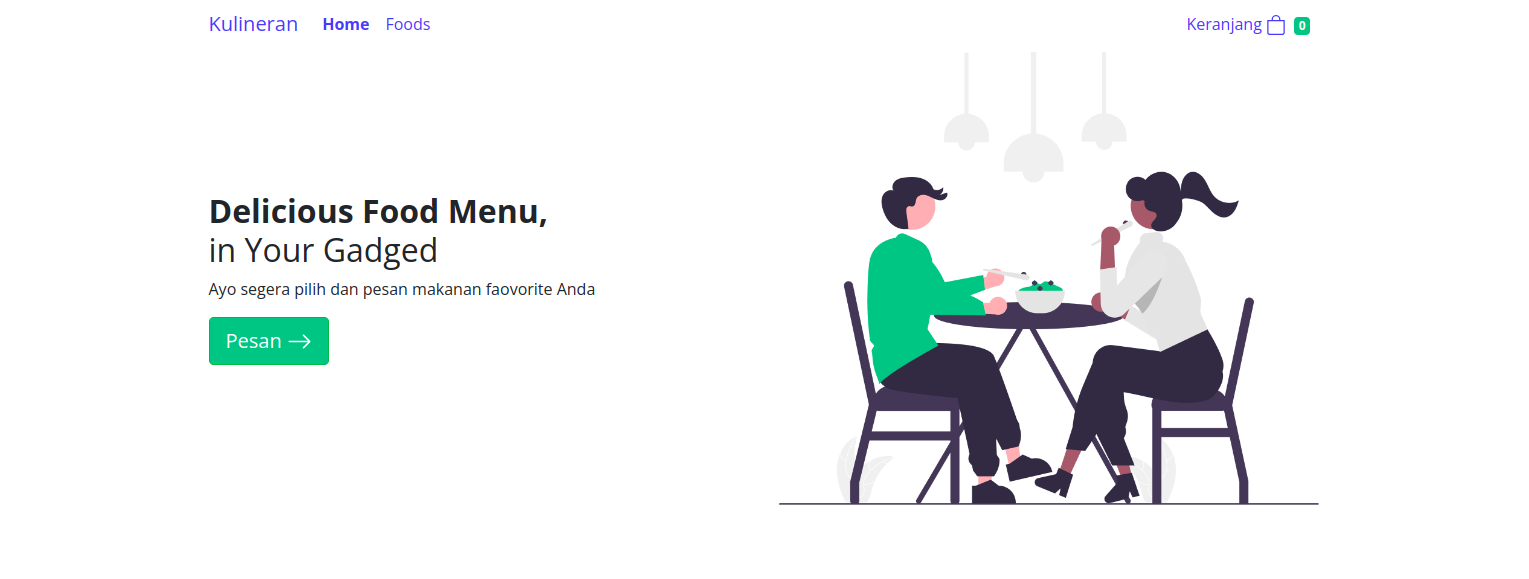 Kulineran Home Foods Keranjang 0
Delicious Food Menu,
in Your Gadged
Ayo segera pilih dan pesan makanan faovorite Anda
Pesan